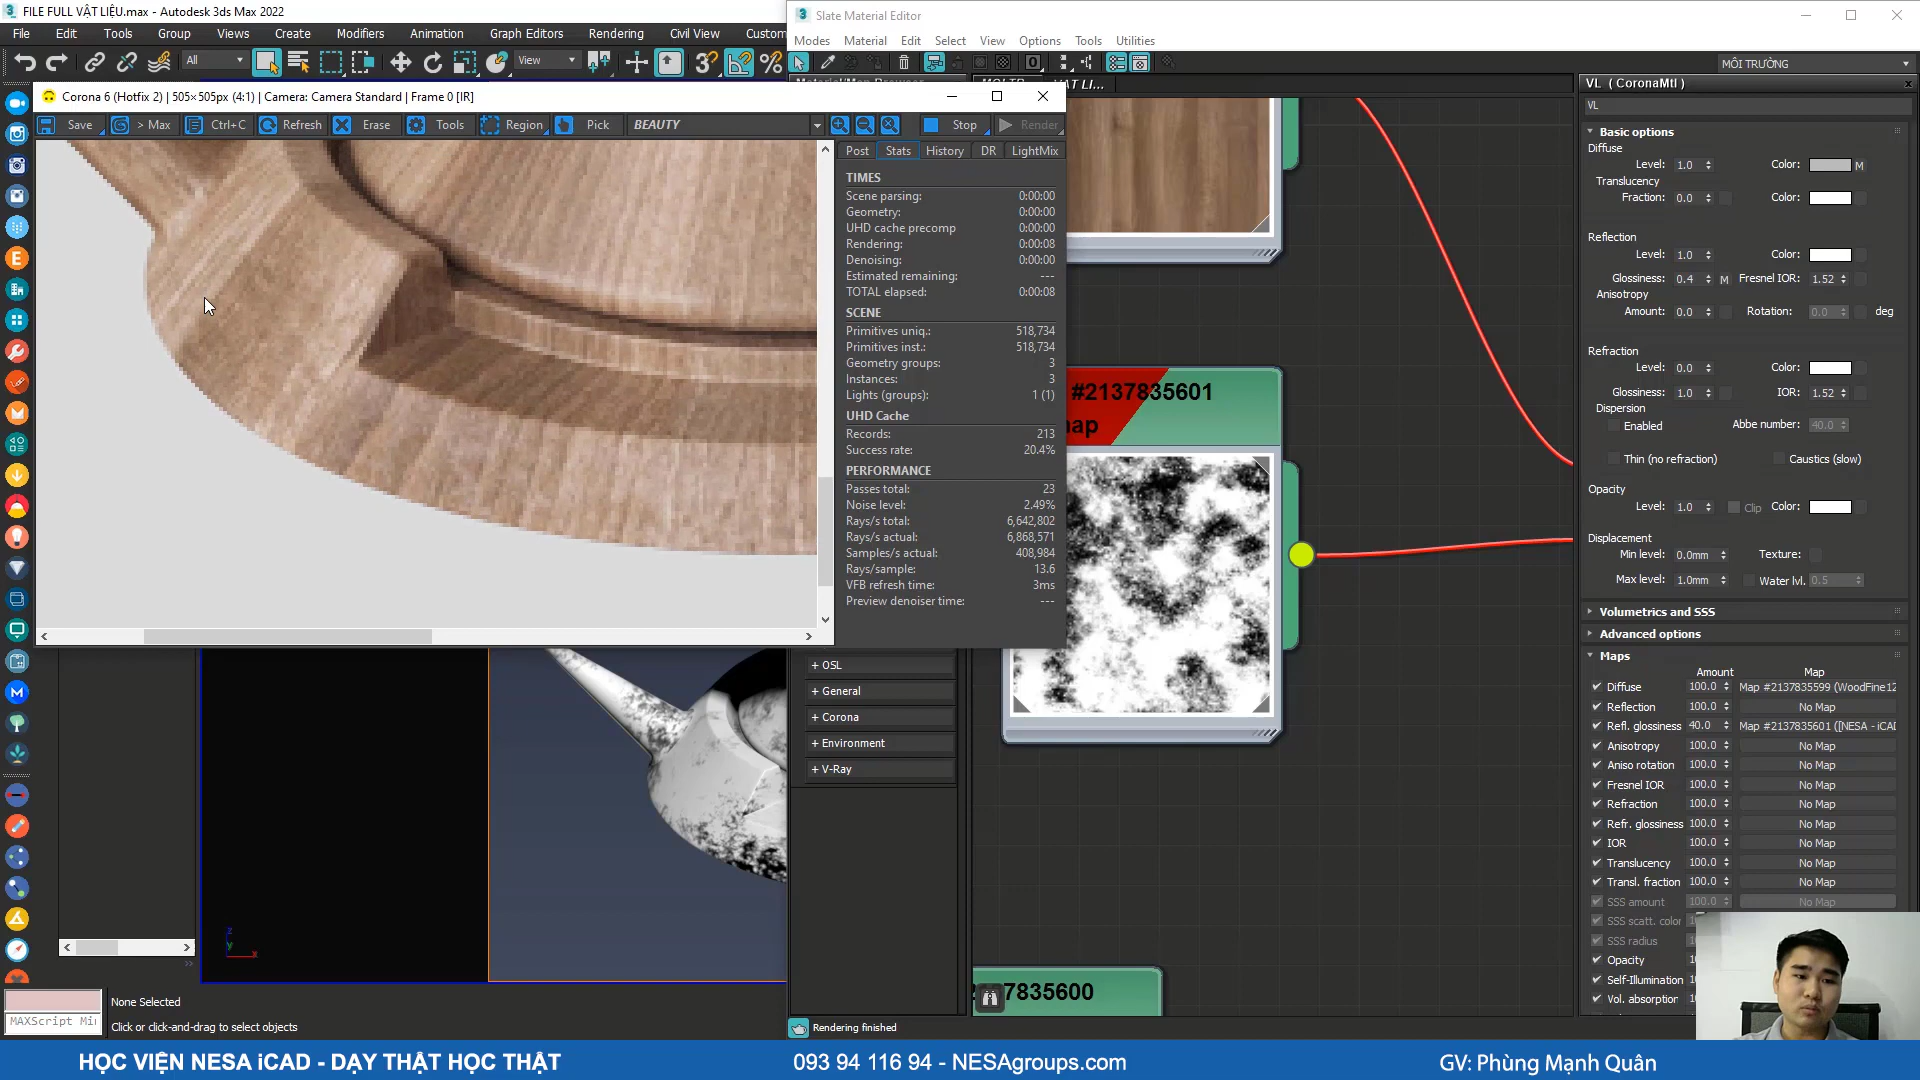 FILE FULL VẬT LIỆU.max - Autodesk 3ds Max 2022
File Edit Tools Group Views Create Modifiers Animation Graph Editors Rendering Civil View Custom
All
View
Slate Material Editor
Modes Material Edit Select View Options Tools Utilities
MÔI TRƯỜNG
Corona 6 (Hotfix 2) | 505×505px (4:1) | Camera: Camera Standard | Frame 0 [IR]
Save > Max Ctrl+C Refresh Erase Tools Region Pick BEAUTY Stop Render
Post Stats History DR LightMix
TIMES
Scene parsing: 0:00:00
Geometry: 0:00:00
UHD cache precomp 0:00:00
Rendering: 0:00:08
Denoising: 0:00:00
Estimated remaining: ---
TOTAL elapsed: 0:00:08
SCENE
Primitives uniq.: 518,734
Primitives inst.: 518,734
Geometry groups: 3
Instances: 3
Lights (groups): 1 (1)
UHD Cache
Records: 213
Success rate: 20.4%
PERFORMANCE
Passes total: 23
Noise level: 2.49%
Rays/s total: 6,642,802
Rays/s actual: 6,868,571
Samples/s actual: 408,984
Rays/sample: 13.6
VFB refresh time: 3ms
Preview denoiser time: ---
+ OSL
+ General
+ Corona
+ Environment
+ V-Ray
#2137835601
7835600
VL ( CoronaMtl )
VL
Basic options
Diffuse
Level: 1.0 Color: M
Translucency
Fraction: 0.0 Color:
Reflection
Level: 1.0 Color:
Glossiness: 0.4 M Fresnel IOR: 1.52
Anisotropy
Amount: 0.0 Rotation: 0.0 deg
Refraction
Level: 0.0 Color:
Glossiness: 1.0 IOR: 1.52
Dispersion
Enabled Abbe number: 40.0
Thin (no refraction) Caustics (slow)
Opacity
Level: 1.0 Clip Color:
Displacement
Min level: 0.0mm Texture:
Max level: 1.0mm Water lvl. 0.5
Volumetrics and SSS
Advanced options
Maps
Amount Map
Diffuse 100.0 Map #2137835599 (WoodFine12
Reflection 100.0 No Map
Refl. glossiness 40.0 Map #2137835601 ([NESA - iCAD
Anisotropy 100.0 No Map
Aniso rotation 100.0 No Map
Fresnel IOR 100.0 No Map
Refraction 100.0 No Map
Refr. glossiness 100.0 No Map
IOR 100.0 No Map
Translucency 100.0 No Map
Transl. fraction 100.0 No Map
SSS amount 100.0 No Map
SSS scatt. color
SSS radius
Opacity
Self-Illumination
Vol. absorption
z
y
x
None Selected
MAXScript Mi
Click or click-and-drag to select objects
Rendering finished
HỌC VIỆN NESA iCAD - DẠY THẬT HỌC THẬT
093 94 116 94 - NESAgroups.com
GV: Phùng Mạnh Quân